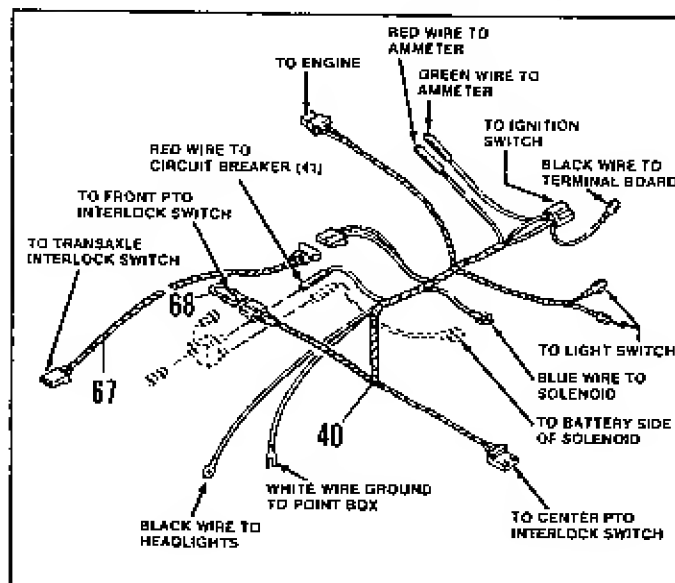 RED WIRE TO
AMMETER
TO ENGINE
GREEN WIRE TO
AMMETER
TO IGNITION
SWITCH
RED WIRE TO
CIRCUIT BREAKER (41)
BLACK WIRE TO
TERMINAL BOARD
TO FRONT PTO
INTERLOCK SWITCH
TO TRANSAXLE
INTERLOCK SWITCH
68
67
TO LIGHT SWITCH
BLUE WIRE TO
SOLENOID
40
TO BATTERY SIDE
OF SOLENOID
WHITE WIRE GROUND
TO POINT BOX
BLACK WIRE TO
HEADLIGHTS
TO CENTER PTO
INTERLOCK SWITCH